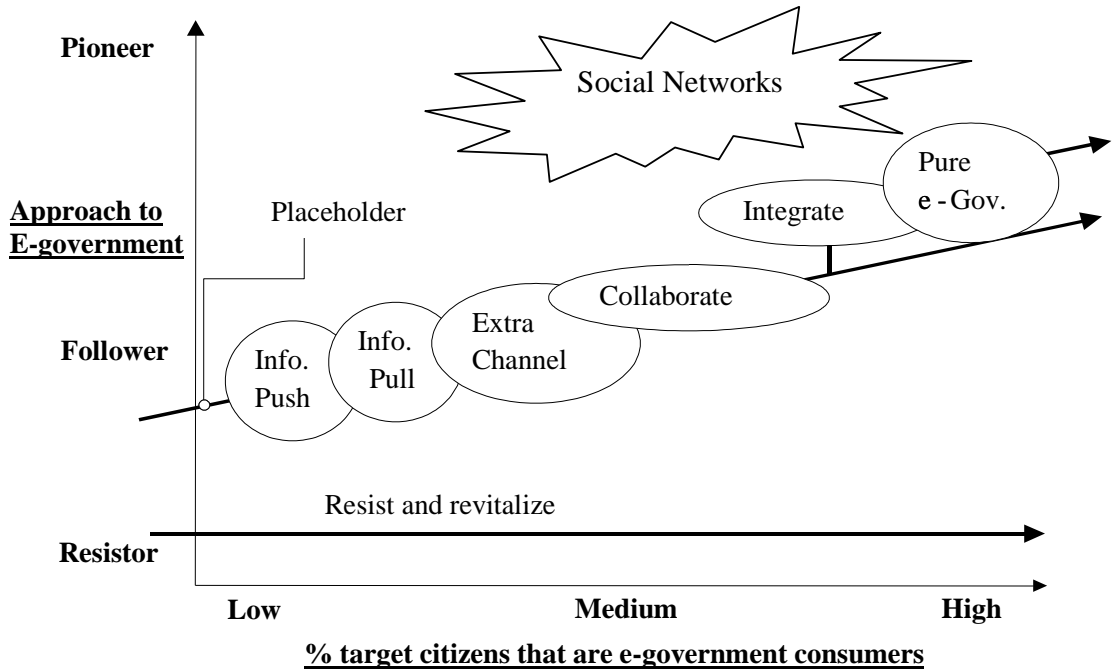 Pioneer
Social Networks
Pure
e - Gov.
Approach to
E-government
Placeholder
Integrate
Collaborate
Extra
Channel
Follower
Info.
Pull
Info.
Push
Resist and revitalize
Resistor
Low
Medium
High
% target citizens that are e-government consumers